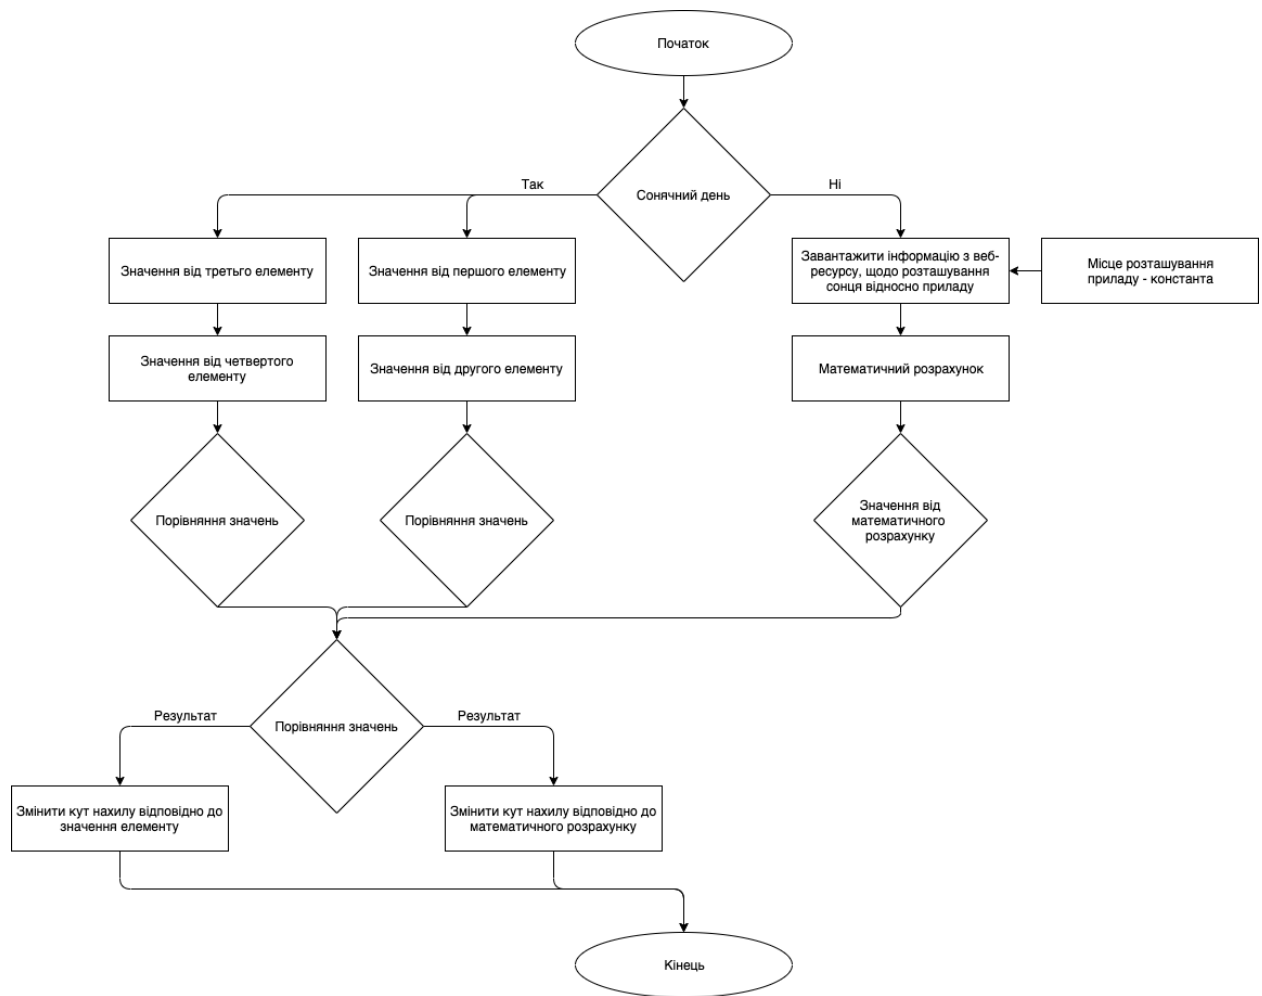 Початок
Сонячний день
Так
Ні
Значення від третього елементу
Значення від першого елементу
Завантажити інформацію з веб-
ресурсу, щодо розташування
сонця відносно приладу
Місце розташування
приладу - константа
Значення від четвертого
елементу
Значення від другого елементу
Математичний розрахунок
Порівняння значень
Порівняння значень
Значення від
математичного
розрахунку
Порівняння значень
Результат
Результат
Змінити кут нахилу відповідно до
значення елементу
Змінити кут нахилу відповідно до
математичного розрахунку
Кінець